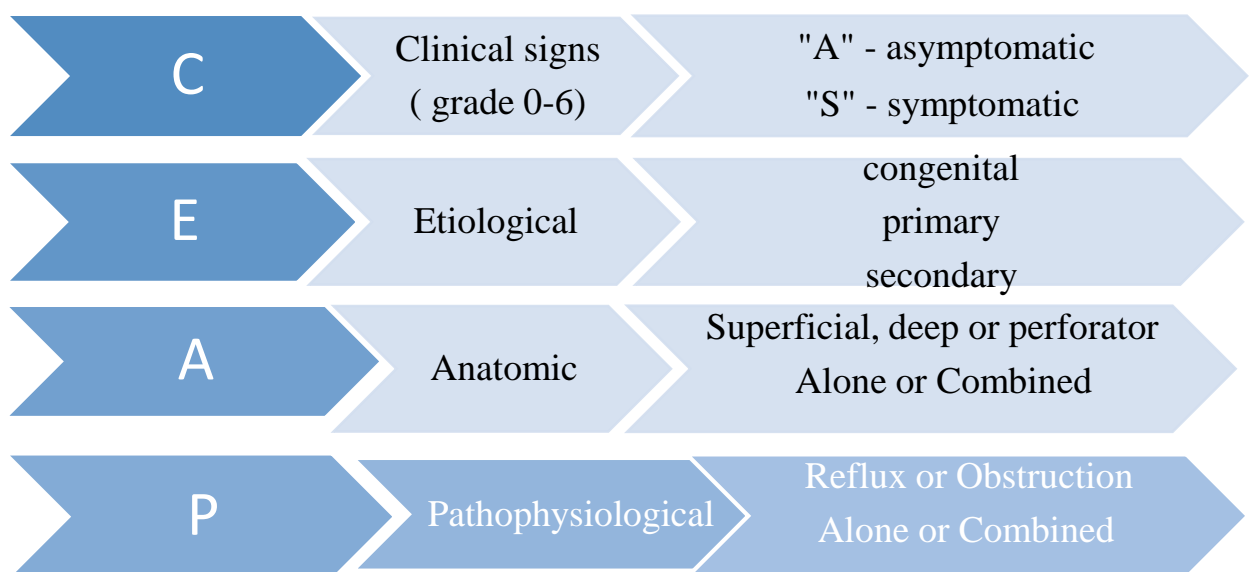 C
Clinical signs
( grade 0-6)
"A" - asymptomatic
"S" - symptomatic
E
Etiological
congenital
primary
secondary
A
Anatomic
Superficial, deep or perforator
Alone or Combined
P
Pathophysiological
Reflux or Obstruction
Alone or Combined